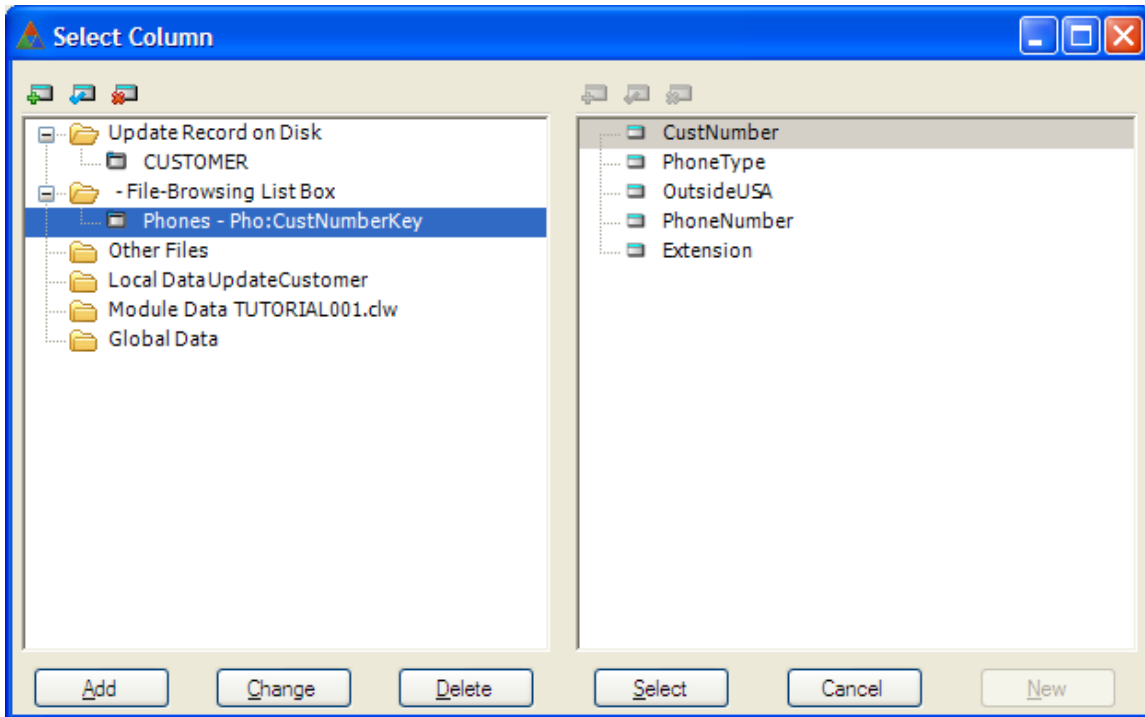 Select Column
Update Record on Disk
CUSTOMER
- File-Browsing List Box
Phones - Pho:CustNumberKey
Other Files
Local Data UpdateCustomer
Module Data TUTORIAL001.clw
Global Data
CustNumber
PhoneType
OutsideUSA
PhoneNumber
Extension
Add Change Delete Select Cancel New